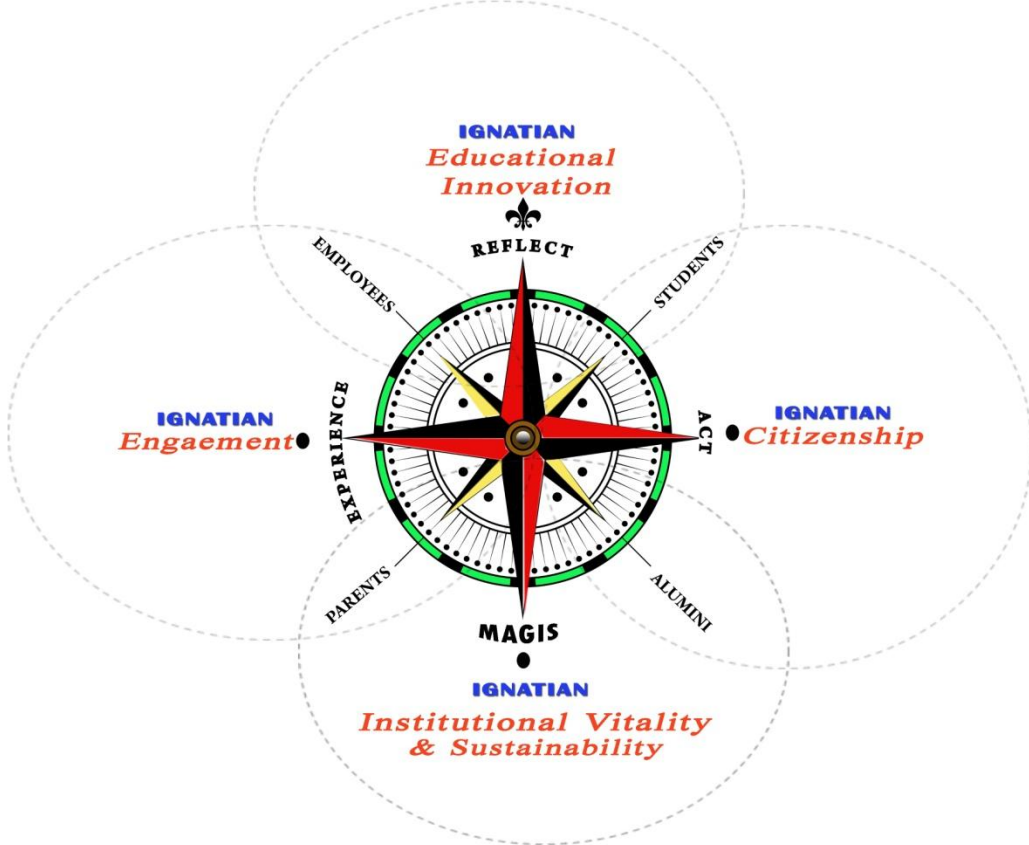 IGNATIAN
Educational
Innovation
REFLECT
EMPLOYEES
STUDENTS
EXPERIENCE
IGNATIAN
Engaement
ACT
IGNATIAN
Citizenship
PARENTS
ALUMINI
MAGIS
IGNATIAN
Institutional Vitality
& Sustainability